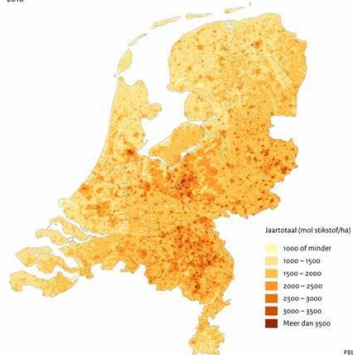 2018
Jaartotaal (mol stikstof/ha)
1000 of minder
1000 – 1500
1500 – 2000
2000 – 2500
2500 – 3000
3000 – 3500
Meer dan 3500
PBL